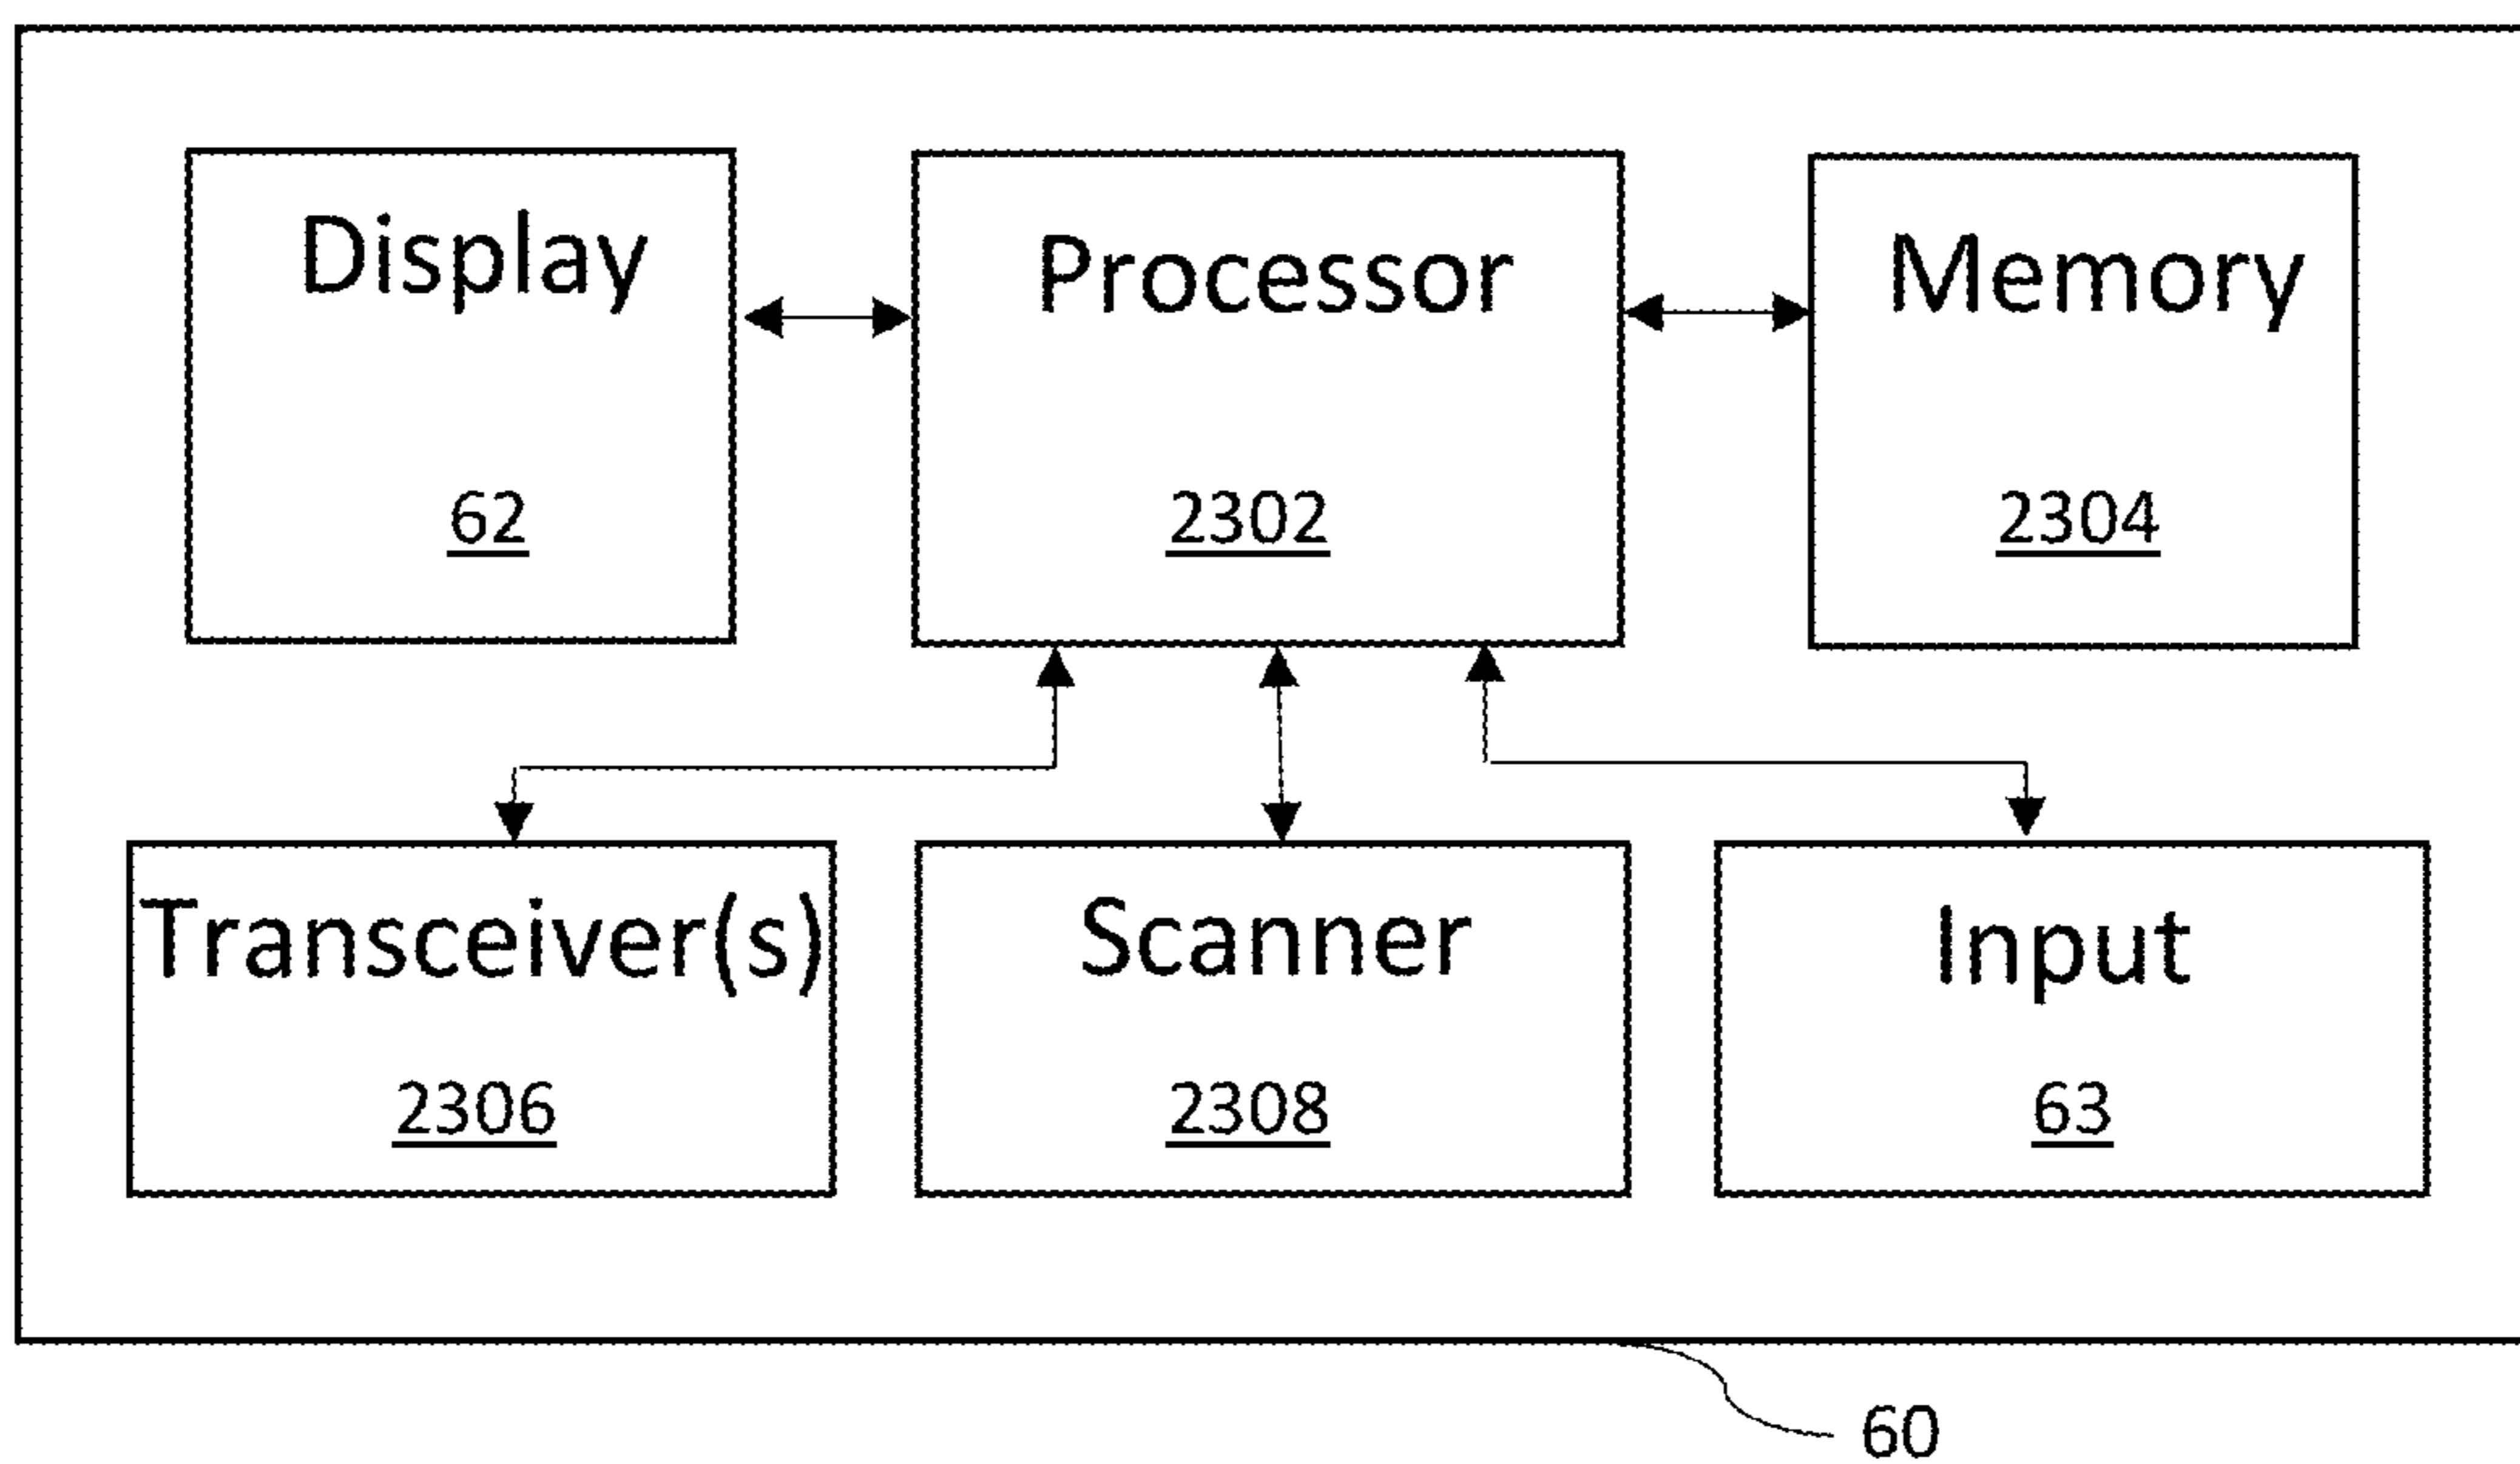 Display
62
Processor
2302
Memory
2304
Transceiver(s)
2306
Scanner
2308
Input
63
60